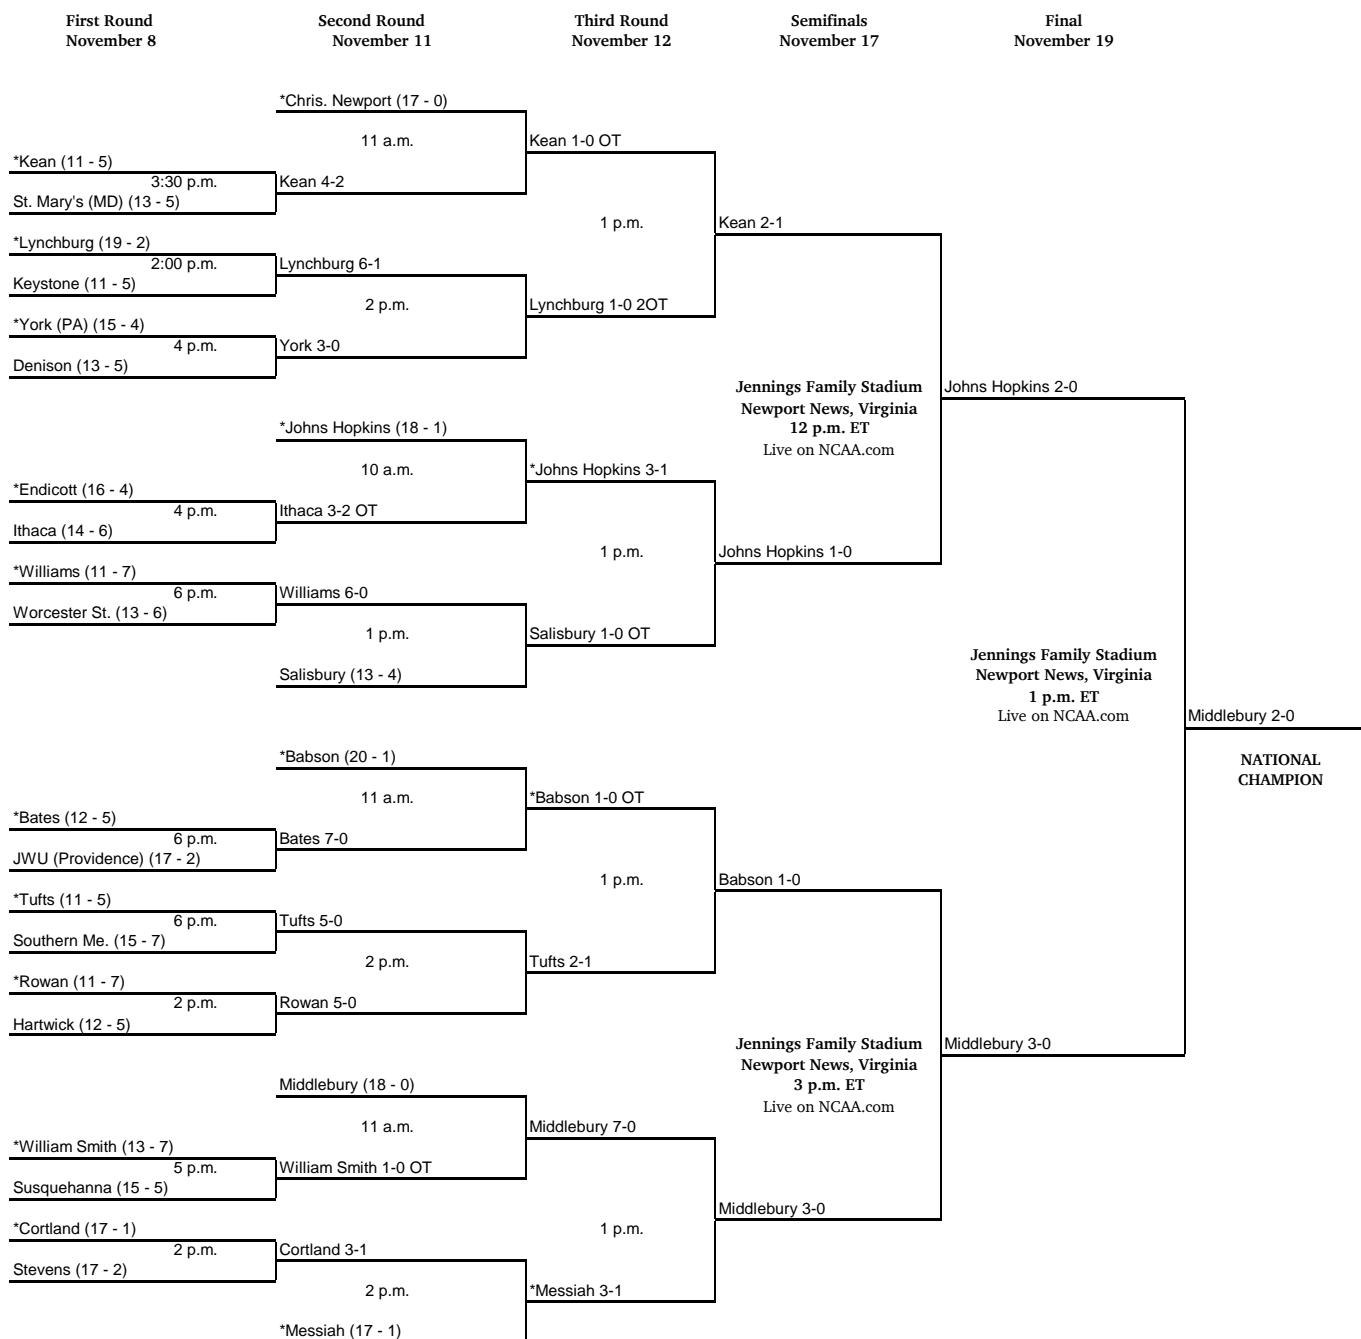 First Round
November 8
Second Round
November 11
Third Round
November 12
Semifinals
November 17
Final
November 19
*Chris. Newport (17 - 0)
11 a.m.
Kean 1-0 OT
*Kean (11 - 5)
3:30 p.m.
Kean 4-2
St. Mary's (MD) (13 - 5)
1 p.m.
Kean 2-1
*Lynchburg (19 - 2)
2:00 p.m.
Lynchburg 6-1
Keystone (11 - 5)
2 p.m.
Lynchburg 1-0 2OT
*York (PA) (15 - 4)
4 p.m.
York 3-0
Denison (13 - 5)
Jennings Family Stadium
Newport News, Virginia
12 p.m. ET
Live on NCAA.com
Johns Hopkins 2-0
*Johns Hopkins (18 - 1)
10 a.m.
*Johns Hopkins 3-1
*Endicott (16 - 4)
4 p.m.
Ithaca 3-2 OT
Ithaca (14 - 6)
1 p.m.
Johns Hopkins 1-0
*Williams (11 - 7)
6 p.m.
Williams 6-0
Worcester St. (13 - 6)
1 p.m.
Salisbury 1-0 OT
Salisbury (13 - 4)
Jennings Family Stadium
Newport News, Virginia
1 p.m. ET
Live on NCAA.com
Middlebury 2-0
NATIONAL
CHAMPION
*Babson (20 - 1)
11 a.m.
*Babson 1-0 OT
*Bates (12 - 5)
6 p.m.
Bates 7-0
JWU (Providence) (17 - 2)
1 p.m.
Babson 1-0
*Tufts (11 - 5)
6 p.m.
Tufts 5-0
Southern Me. (15 - 7)
2 p.m.
Tufts 2-1
*Rowan (11 - 7)
2 p.m.
Rowan 5-0
Hartwick (12 - 5)
Jennings Family Stadium
Newport News, Virginia
3 p.m. ET
Live on NCAA.com
Middlebury 3-0
Middlebury (18 - 0)
11 a.m.
Middlebury 7-0
*William Smith (13 - 7)
5 p.m.
William Smith 1-0 OT
Susquehanna (15 - 5)
1 p.m.
Middlebury 3-0
*Cortland (17 - 1)
2 p.m.
Cortland 3-1
Stevens (17 - 2)
2 p.m.
*Messiah 3-1
*Messiah (17 - 1)